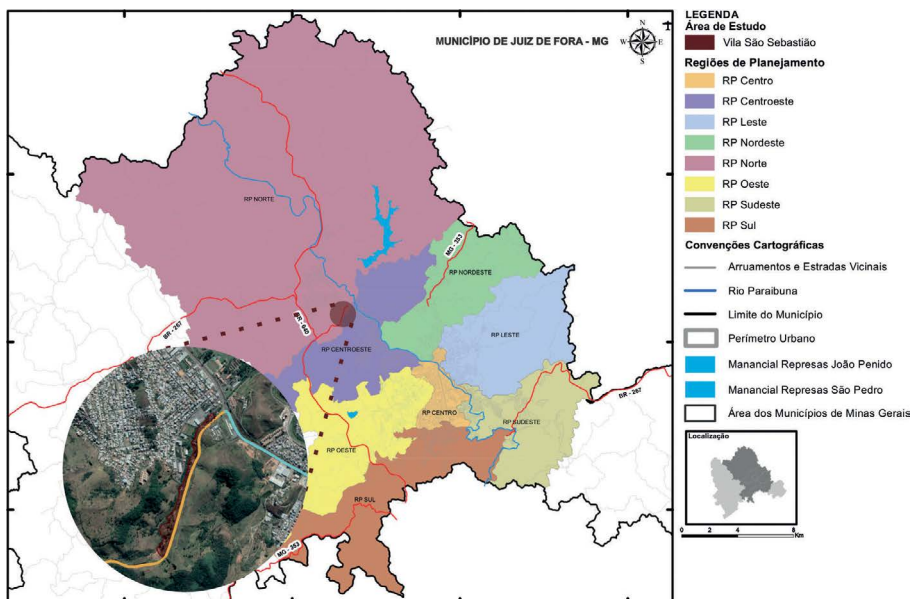 MUNICÍPIO DE JUIZ DE FORA - MG
N
W
E
S
RP NORTE
MG - 353
RP NORDESTE
RP LESTE
BR - 267
BR - 040
RP CENTROESTE
RP CENTRO
RP SUDESTE
BR - 267
RP OESTE
RP SUL
MG - 353
LEGENDA
Área de Estudo
Vila São Sebastião
Regiões de Planejamento
RP Centro
RP Centroeste
RP Leste
RP Nordeste
RP Norte
RP Oeste
RP Sudeste
RP Sul
Convenções Cartográficas
Arruamentos e Estradas Vicinais
Rio Paraibuna
Limite do Município
Perímetro Urbano
Manancial Represas João Penido
Manancial Represas São Pedro
Área dos Municípios de Minas Gerais
Localização
0 2 4 8
Km